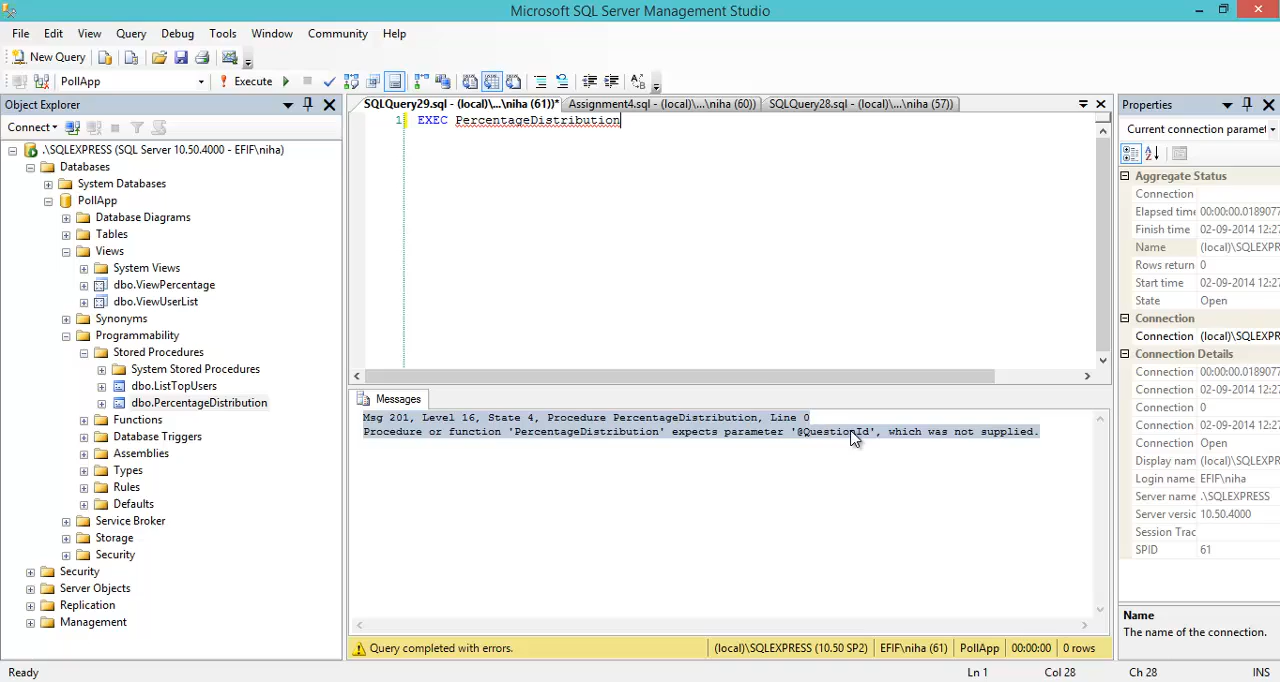 Microsoft SQL Server Management Studio
File Edit View Query Debug Tools Window Community Help
New Query
PollApp Execute
Object Explorer
Connect
.\SQLEXPRESS (SQL Server 10.50.4000 - EFIF\niha)
Databases
System Databases
PollApp
Database Diagrams
Tables
Views
System Views
dbo.ViewPercentage
dbo.ViewUserList
Synonyms
Programmability
Stored Procedures
System Stored Procedures
dbo.ListTopUsers
dbo.PercentageDistribution
Functions
Database Triggers
Assemblies
Types
Rules
Defaults
Service Broker
Storage
Security
Security
Server Objects
Replication
Management
SQLQuery29.sql - (local)\...\niha (61))* Assignment4.sql - (local)\...\niha (60)) SQLQuery28.sql - (local)\...\niha (57))
1 EXEC PercentageDistribution
Messages
Msg 201, Level 16, State 4, Procedure PercentageDistribution, Line 0
Procedure or function 'PercentageDistribution' expects parameter '@QuestionId', which was not supplied.
Query completed with errors. (local)\SQLEXPRESS (10.50 SP2) EFIF\niha (61) PollApp 00:00:00 0 rows
Properties
Current connection paramet
Aggregate Status
Connection
Elapsed time 00:00:00.0189077
Finish time 02-09-2014 12:27
Name (local)\SQLEXPR
Rows return 0
Start time 02-09-2014 12:27
State Open
Connection
Connection (local)\SQLEXPR
Connection Details
Connection 00:00:00.0189077
Connection 02-09-2014 12:27
Connection 0
Connection 02-09-2014 12:27
Connection Open
Display nam (local)\SQLEXPR
Login name EFIF\niha
Server name .\SQLEXPRESS
Server versic 10.50.4000
Session Trac
SPID 61
Name
The name of the connection.
Ready Ln 1 Col 28 Ch 28 INS